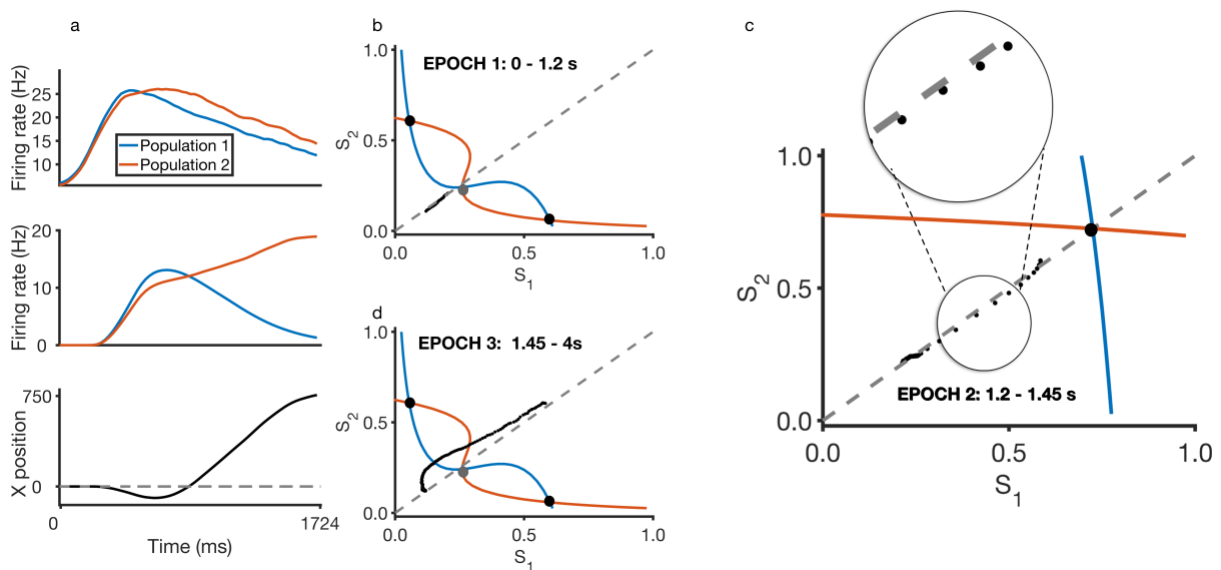 a
Firing rate (Hz)
25
20
15
10
Population 1
Population 2
Firing rate (Hz)
20
10
0
X position
750
0
0
1724
Time (ms)
b
EPOCH 1: 0 - 1.2 s
S2
1.0
0.5
0.0
0.0
0.5
1.0
S1
d
EPOCH 3: 1.45 - 4s
S2
1.0
0.5
0.0
0.0
0.5
1.0
S1
c
S2
1.0
0.5
0.0
EPOCH 2: 1.2 - 1.45 s
0.0
0.5
1.0
S1